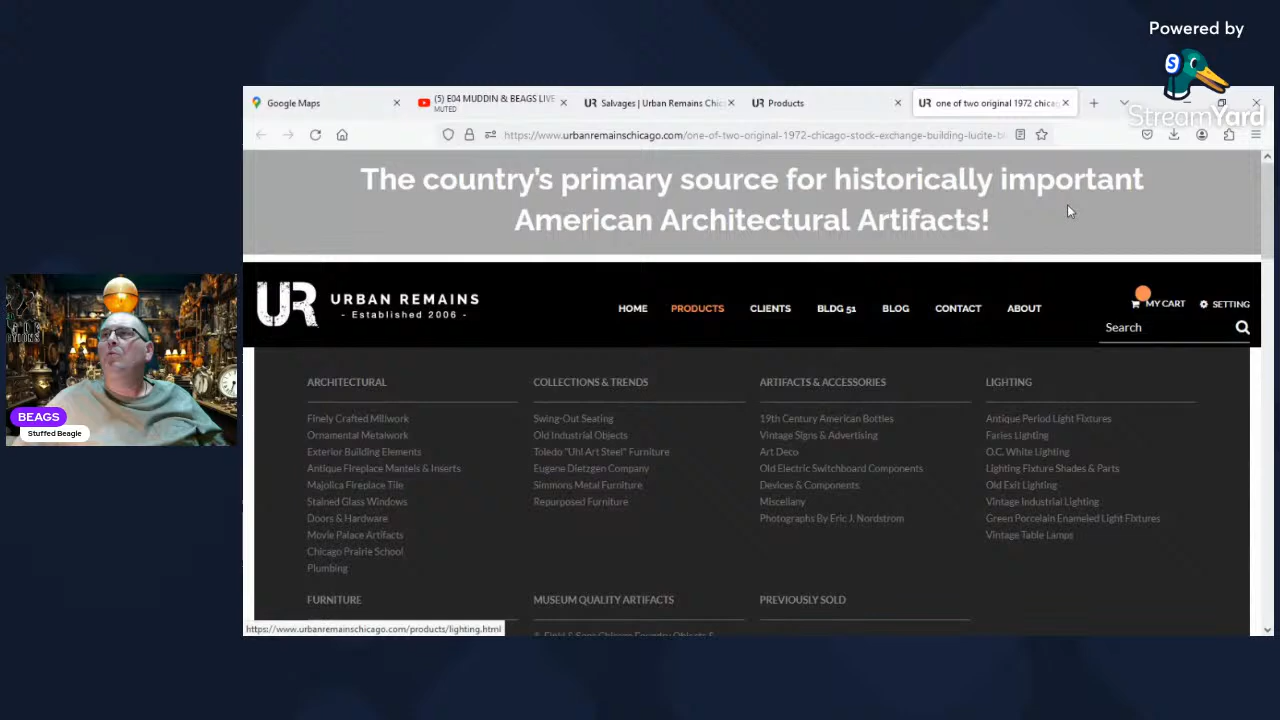 Powered by
StreamYard
Google Maps
(5) E04 MUDDIN & BEAGS LIVE
MUTED
UR Salvages | Urban Remains Chic
UR Products
UR one of two original 1972 chicag
https://www.urbanremainschicago.com/one-of-two-original-1972-chicago-stock-exchange-building-lucite-b
The country's primary source for historically important
American Architectural Artifacts!
UR URBAN REMAINS
- Established 2006 -
HOME PRODUCTS CLIENTS BLDG 51 BLOG CONTACT ABOUT
MY CART SETTING
Search
ARCHITECTURAL
Finely Crafted Millwork
Ornamental Metalwork
Exterior Building Elements
Antique Fireplace Mantels & Inserts
Majolica Fireplace Tile
Stained Glass Windows
Doors & Hardware
Movie Palace Artifacts
Chicago Prairie School
Plumbing
COLLECTIONS & TRENDS
Swing-Out Seating
Old Industrial Objects
Toledo "Uhl Art Steel" Furniture
Eugene Dietzgen Company
Simmons Metal Furniture
Repurposed Furniture
ARTIFACTS & ACCESSORIES
19th Century American Bottles
Vintage Signs & Advertising
Art Deco
Old Electric Switchboard Components
Devices & Components
Miscellany
Photographs By Eric J. Nordstrom
LIGHTING
Antique Period Light Fixtures
Faries Lighting
O.C. White Lighting
Lighting Fixture Shades & Parts
Old Exit Lighting
Vintage Industrial Lighting
Green Porcelain Enameled Light Fixtures
Vintage Table Lamps
FURNITURE
MUSEUM QUALITY ARTIFACTS
PREVIOUSLY SOLD
https://www.urbanremainschicago.com/products/lighting.html
BEAGS
Stuffed Beagle